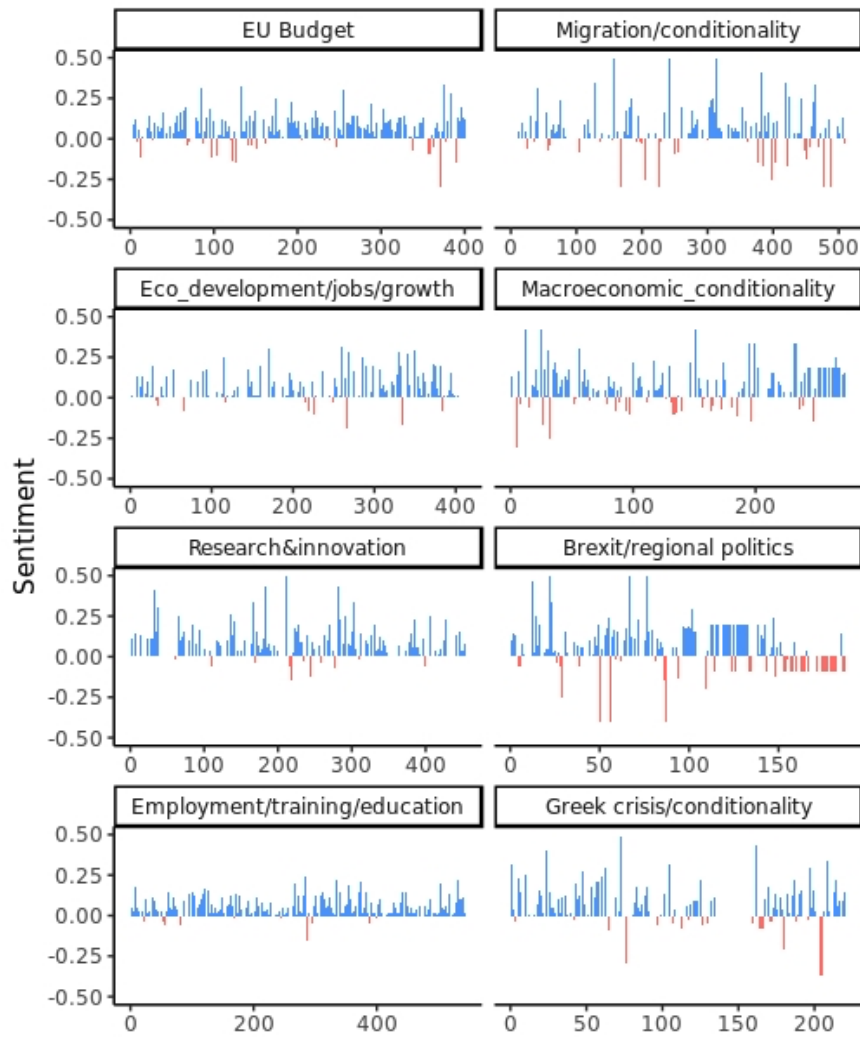 EU Budget
Migration/conditionality
0.50
0.25
0.00
-0.25
-0.50
0 100 200 300 400
0 100 200 300 400 500
Eco_development/jobs/growth
Macroeconomic_conditionality
0.50
0.25
0.00
-0.25
-0.50
0 100 200 300 400
0 100 200
Sentiment
Research&innovation
Brexit/regional politics
0.50
0.25
0.00
-0.25
-0.50
0 100 200 300 400
0 50 100 150
Employment/training/education
Greek crisis/conditionality
0.50
0.25
0.00
-0.25
-0.50
0 200 400
0 50 100 150 200